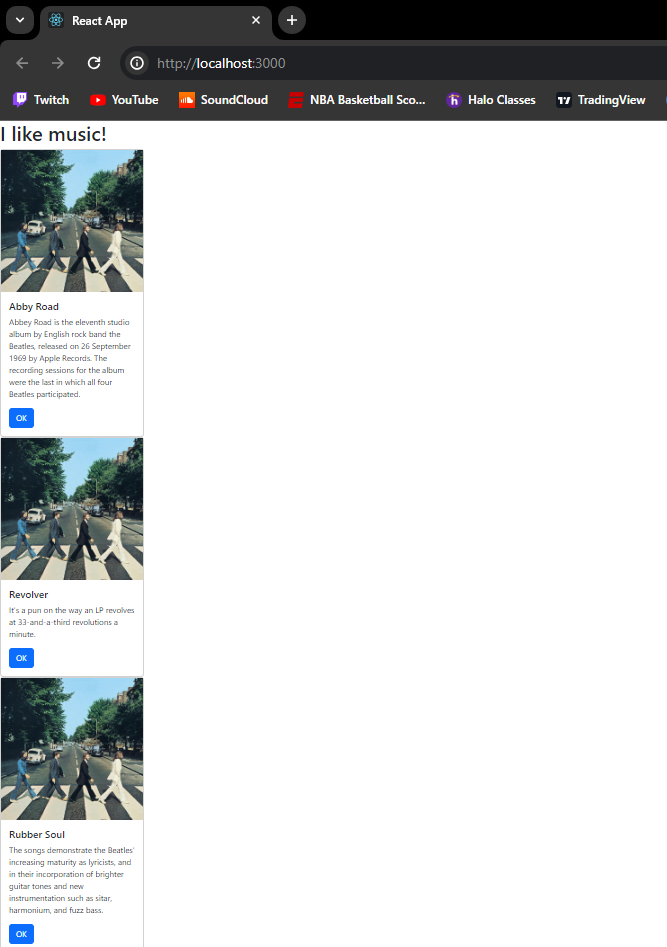 React App
http://localhost:3000
Twitch YouTube SoundCloud NBA Basketball Sco... Halo Classes TradingView
I like music!
Abby Road
Abbey Road is the eleventh studio
album by English rock band the
Beatles, released on 26 September
1969 by Apple Records. The
recording sessions for the album
were the last in which all four
Beatles participated.
OK
Revolver
It's a pun on the way an LP revolves
at 33-and-a-third revolutions a
minute.
OK
Rubber Soul
The songs demonstrate the Beatles'
increasing maturity as lyricists, and
in their incorporation of brighter
guitar tones and new
instrumentation such as sitar,
harmonium, and fuzz bass.
OK